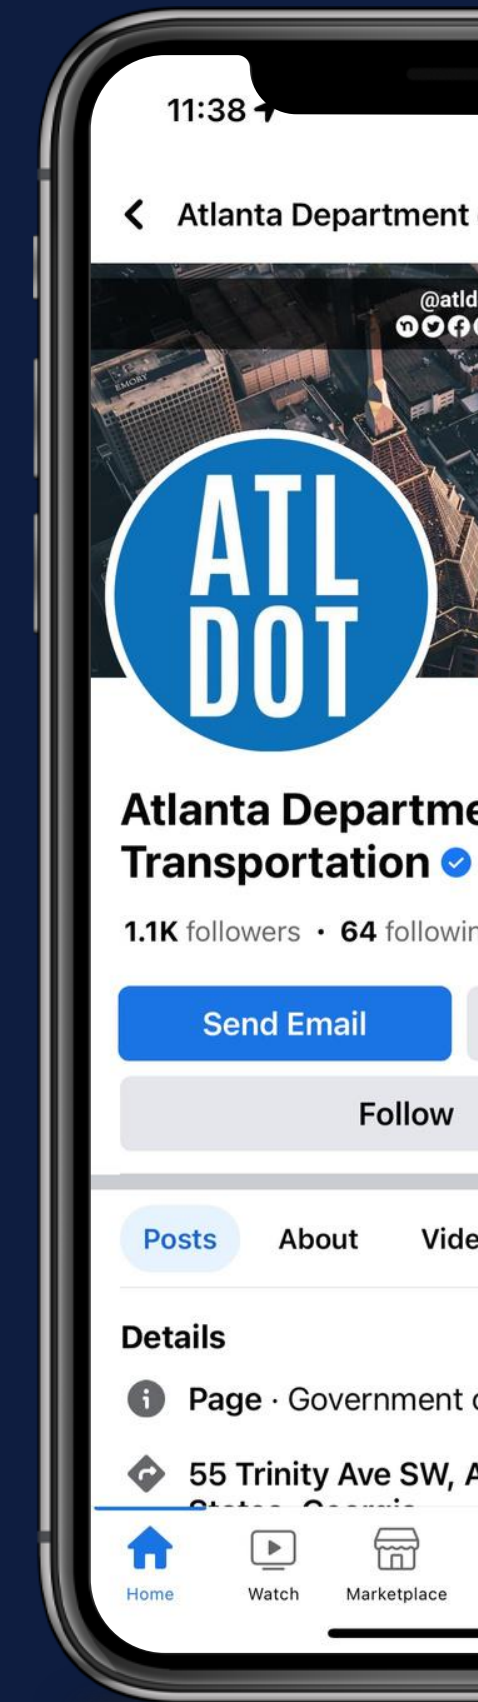 11:38
Atlanta Department
@atld
EMORY
ATL
DOT
Atlanta Departme
Transportation
1.1K followers · 64 followin
Send Email
Follow
Posts About Vide
Details
Page · Government
55 Trinity Ave SW, A
Home Watch Marketplace